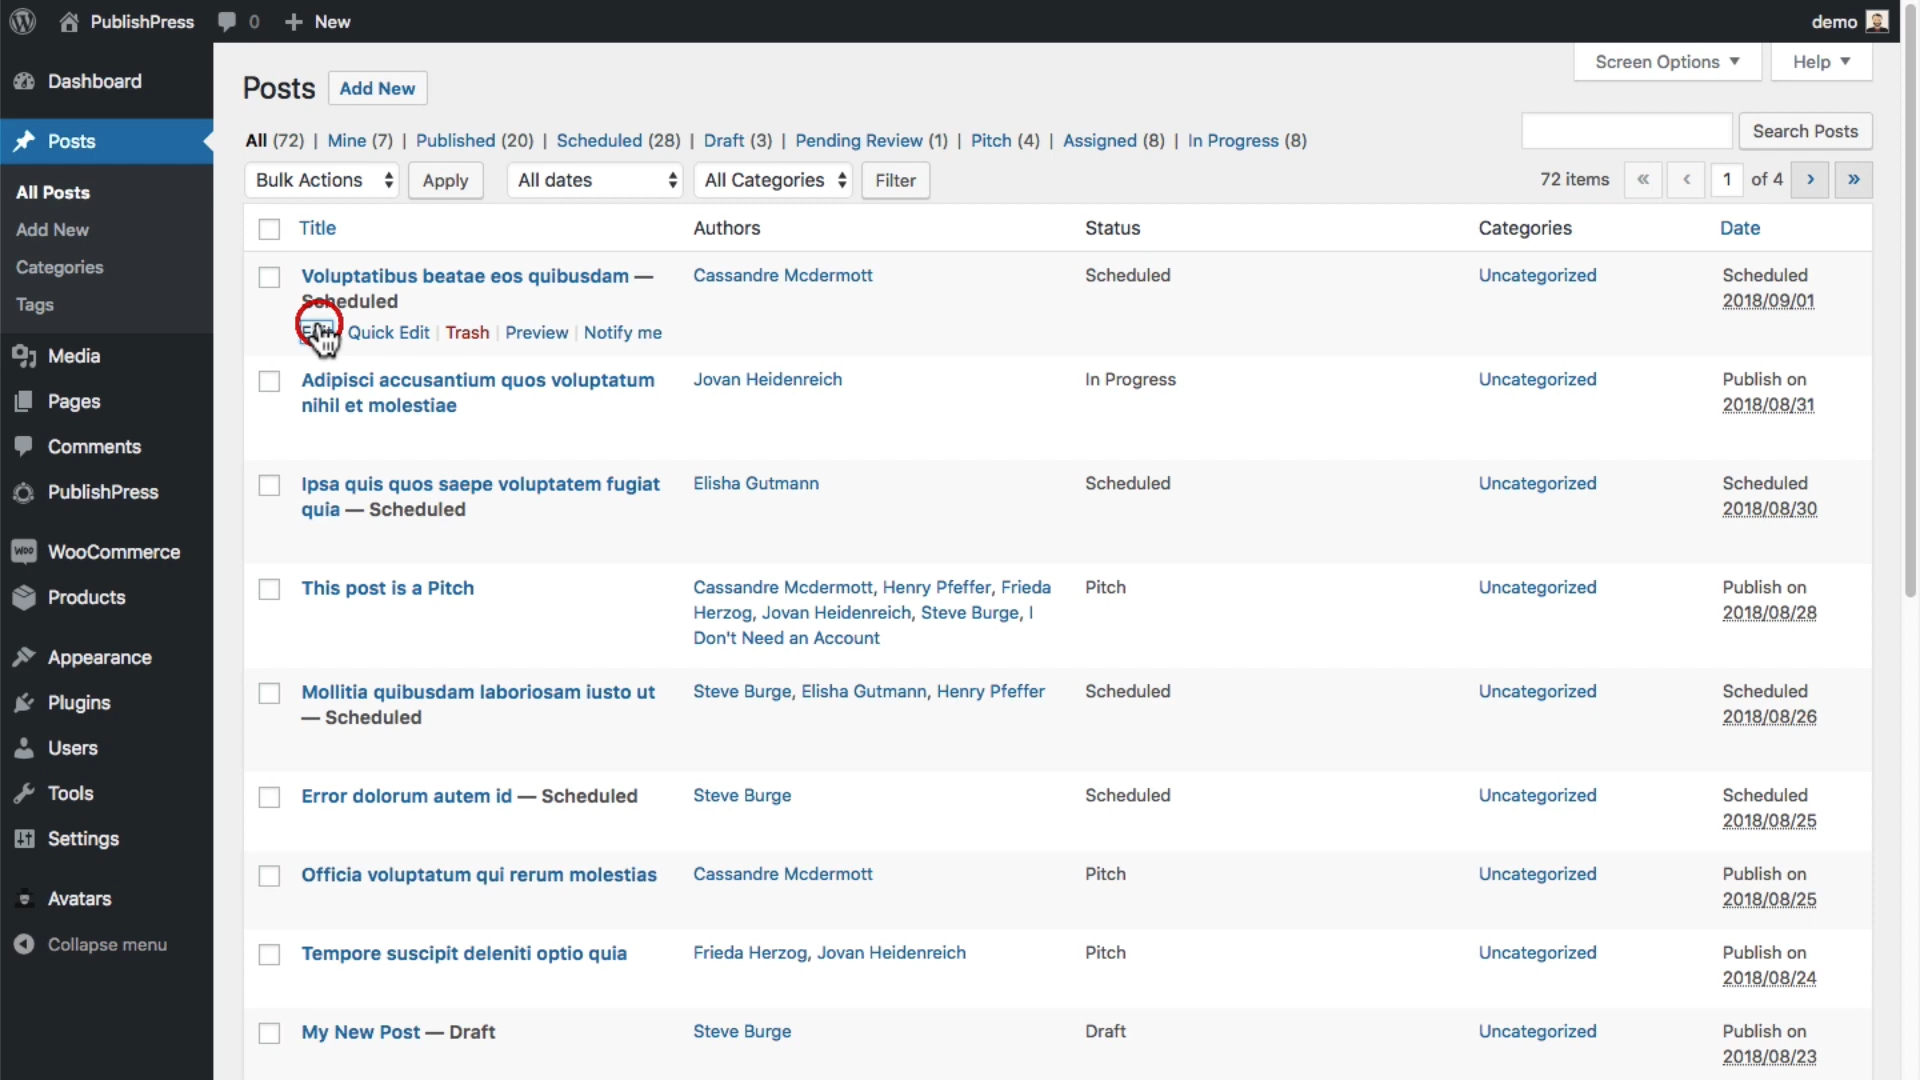 PublishPress 0 New demo
Screen Options Help
Posts Add New
All (72) | Mine (7) | Published (20) | Scheduled (28) | Draft (3) | Pending Review (1) | Pitch (4) | Assigned (8) | In Progress (8)
Search Posts
Bulk Actions Apply All dates All Categories Filter 72 items « ‹ 1 of 4 › »
Title Authors Status Categories Date
Voluptatibus beatae eos quibusdam — Cassandre Mcdermott Scheduled Uncategorized Scheduled
Scheduled 2018/09/01
Edit Quick Edit | Trash | Preview | Notify me
Adipisci accusantium quos voluptatum Jovan Heidenreich In Progress Uncategorized Publish on
nihil et molestiae 2018/08/31
Ipsa quis quos saepe voluptatem fugiat Elisha Gutmann Scheduled Uncategorized Scheduled
quia — Scheduled 2018/08/30
This post is a Pitch Cassandre Mcdermott, Henry Pfeffer, Frieda Pitch Uncategorized Publish on
Herzog, Jovan Heidenreich, Steve Burge, I 2018/08/28
Don't Need an Account
Mollitia quibusdam laboriosam iusto ut Steve Burge, Elisha Gutmann, Henry Pfeffer Scheduled Uncategorized Scheduled
— Scheduled 2018/08/26
Error dolorum autem id — Scheduled Steve Burge Scheduled Uncategorized Scheduled
2018/08/25
Officia voluptatum qui rerum molestias Cassandre Mcdermott Pitch Uncategorized Publish on
2018/08/25
Tempore suscipit deleniti optio quia Frieda Herzog, Jovan Heidenreich Pitch Uncategorized Publish on
2018/08/24
My New Post — Draft Steve Burge Draft Uncategorized Publish on
2018/08/23
Dashboard
Posts
All Posts
Add New
Categories
Tags
Media
Pages
Comments
PublishPress
WOO WooCommerce
Products
Appearance
Plugins
Users
Tools
Settings
Avatars
Collapse menu